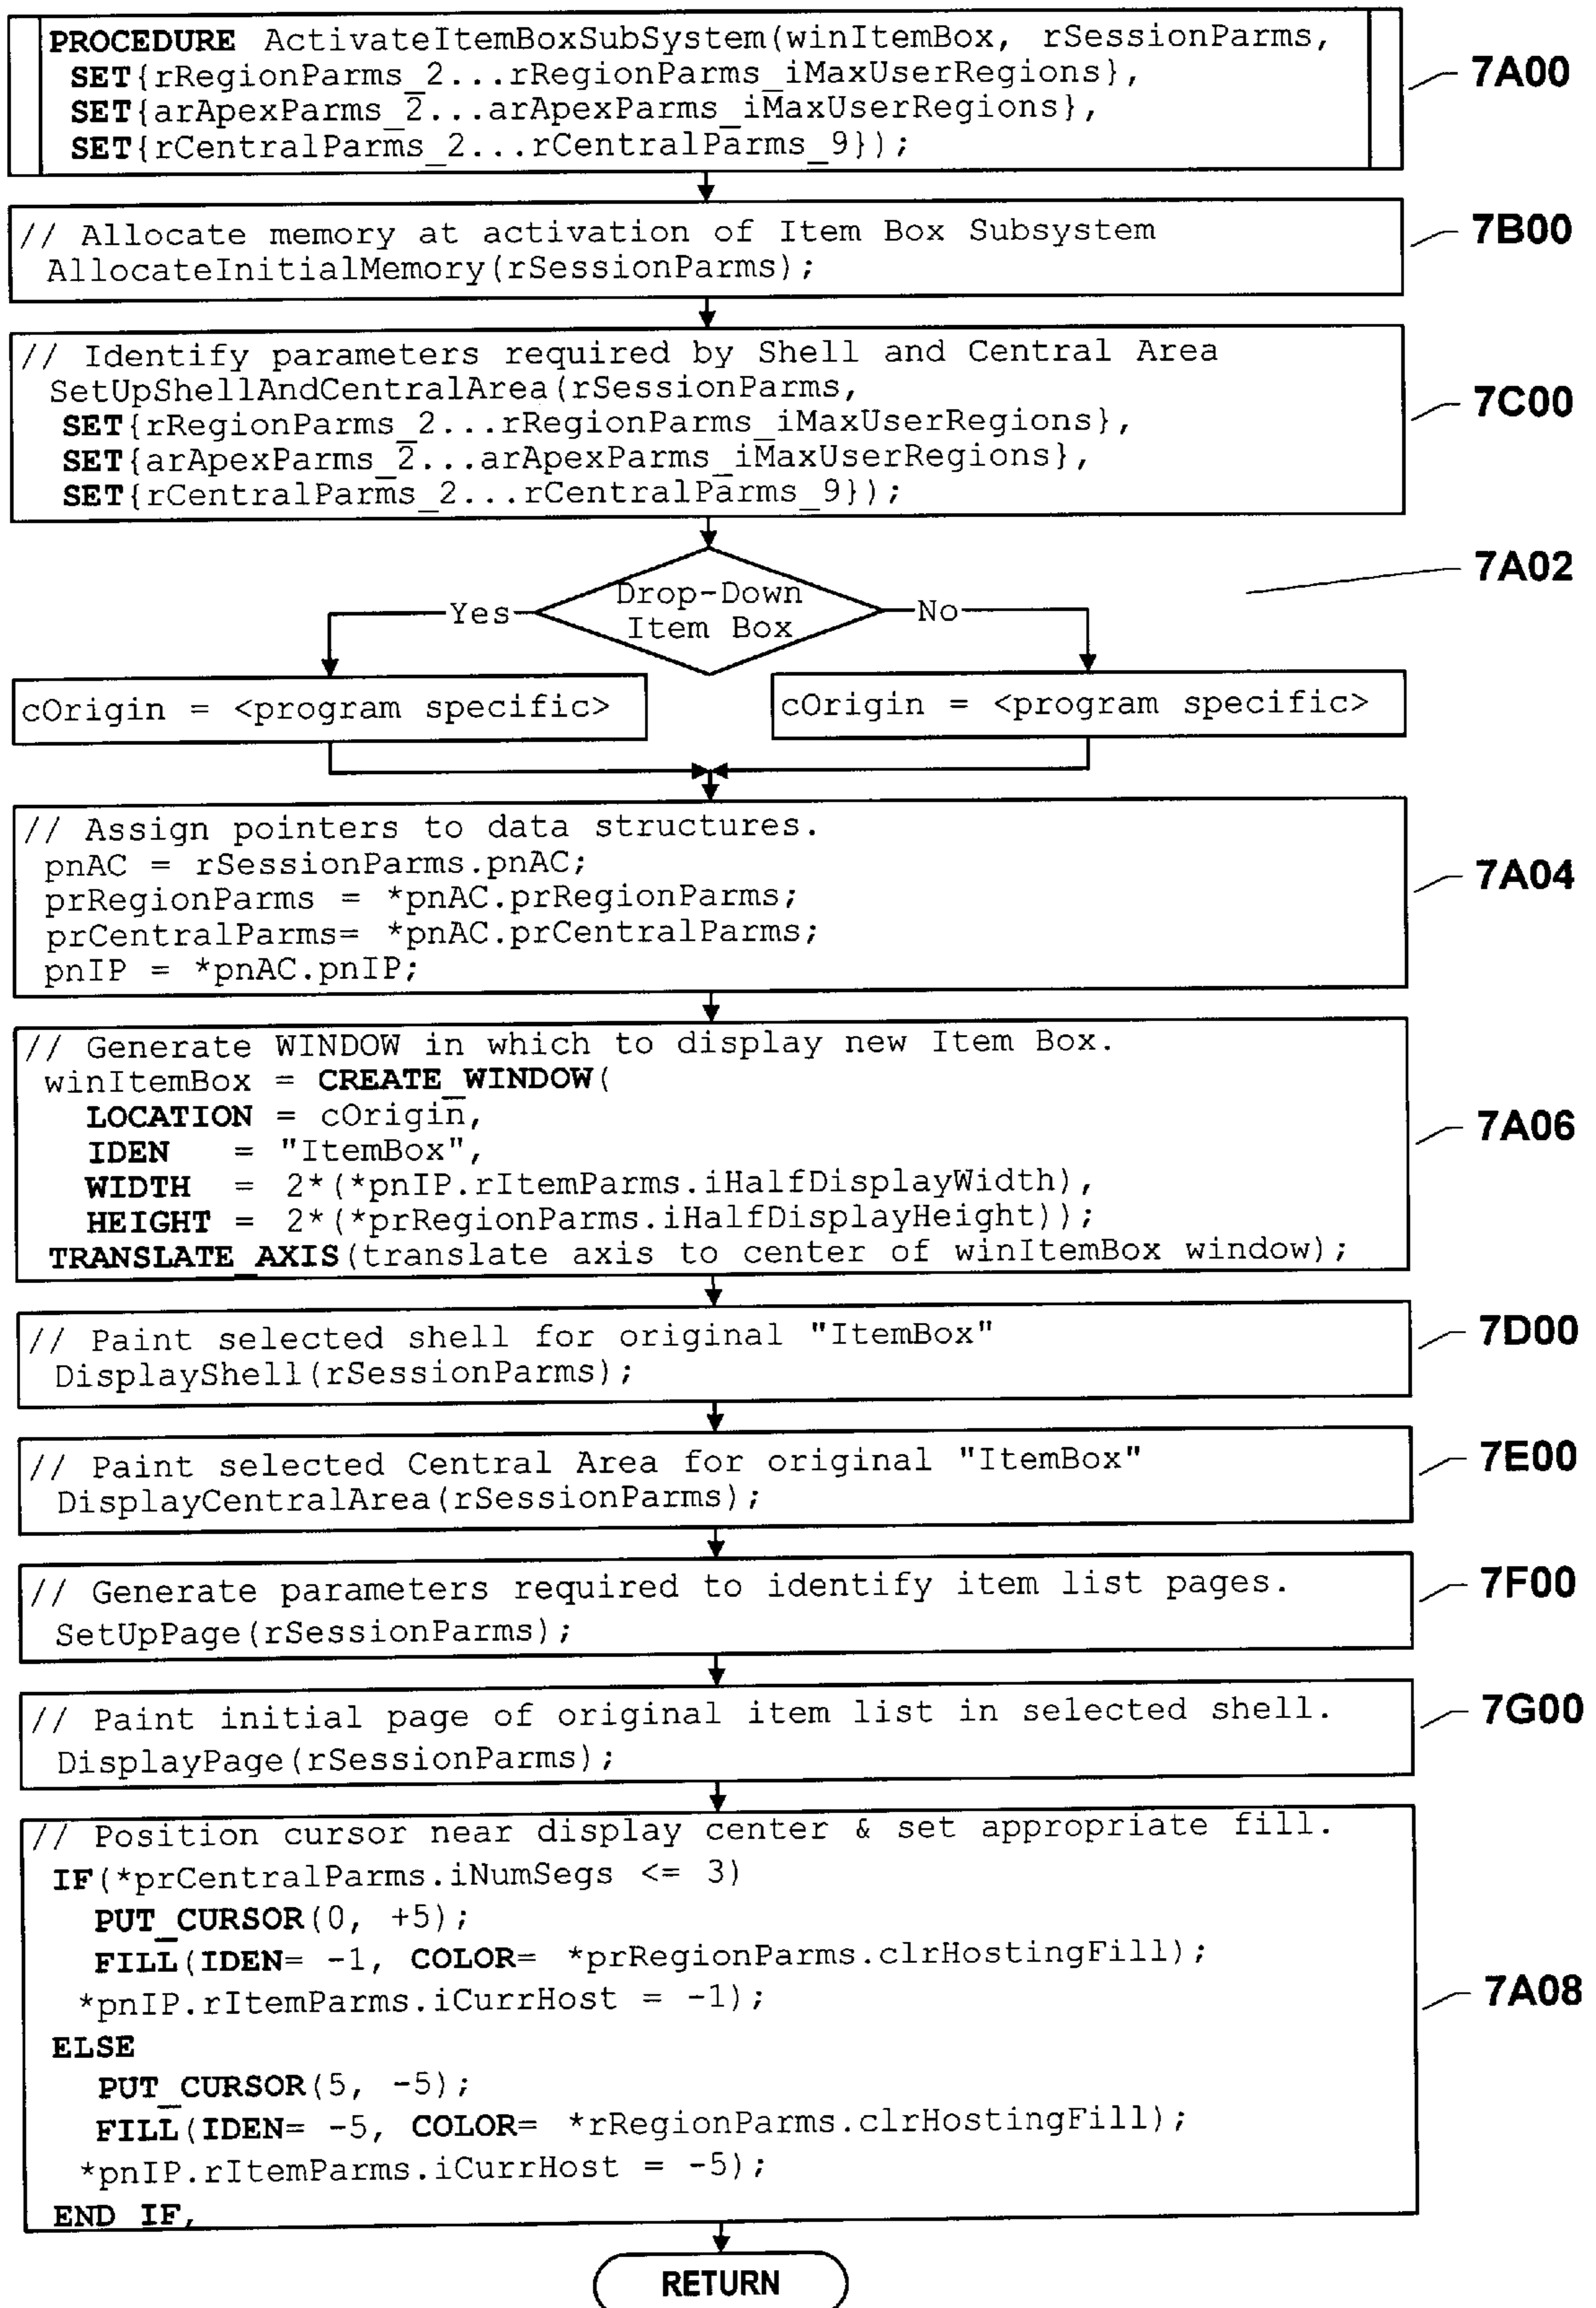 PROCEDURE ActivateItemBoxSubSystem(winItemBox, rSessionParms,
SET{rRegionParms_2...rRegionParms_iMaxUserRegions},
SET{arApexParms_2...arApexParms_iMaxUserRegions},
SET{rCentralParms_2...rCentralParms_9});
7A00
// Allocate memory at activation of Item Box Subsystem
AllocateInitialMemory(rSessionParms);
7B00
// Identify parameters required by Shell and Central Area
SetUpShellAndCentralArea(rSessionParms,
SET{rRegionParms_2...rRegionParms_iMaxUserRegions},
SET{arApexParms_2...arApexParms_iMaxUserRegions},
SET{rCentralParms_2...rCentralParms_9});
7C00
7A02
Drop-Down
Item Box
Yes
No
cOrigin = <program specific>
cOrigin = <program specific>
// Assign pointers to data structures.
pnAC = rSessionParms.pnAC;
prRegionParms = *pnAC.prRegionParms;
prCentralParms= *pnAC.prCentralParms;
pnIP = *pnAC.pnIP;
7A04
// Generate WINDOW in which to display new Item Box.
winItemBox = CREATE_WINDOW(
LOCATION = cOrigin,
IDEN = "ItemBox",
WIDTH = 2*(*pnIP.rItemParms.iHalfDisplayWidth),
HEIGHT = 2*(*prRegionParms.iHalfDisplayHeight));
TRANSLATE_AXIS(translate axis to center of winItemBox window);
7A06
// Paint selected shell for original "ItemBox"
DisplayShell(rSessionParms);
7D00
// Paint selected Central Area for original "ItemBox"
DisplayCentralArea(rSessionParms);
7E00
// Generate parameters required to identify item list pages.
SetUpPage(rSessionParms);
7F00
// Paint initial page of original item list in selected shell.
DisplayPage(rSessionParms);
7G00
// Position cursor near display center & set appropriate fill.
IF(*prCentralParms.iNumSegs <= 3)
PUT_CURSOR(0, +5);
FILL(IDEN= -1, COLOR= *prRegionParms.clrHostingFill);
*pnIP.rItemParms.iCurrHost = -1);
ELSE
PUT_CURSOR(5, -5);
FILL(IDEN= -5, COLOR= *rRegionParms.clrHostingFill);
*pnIP.rItemParms.iCurrHost = -5);
END IF,
7A08
RETURN